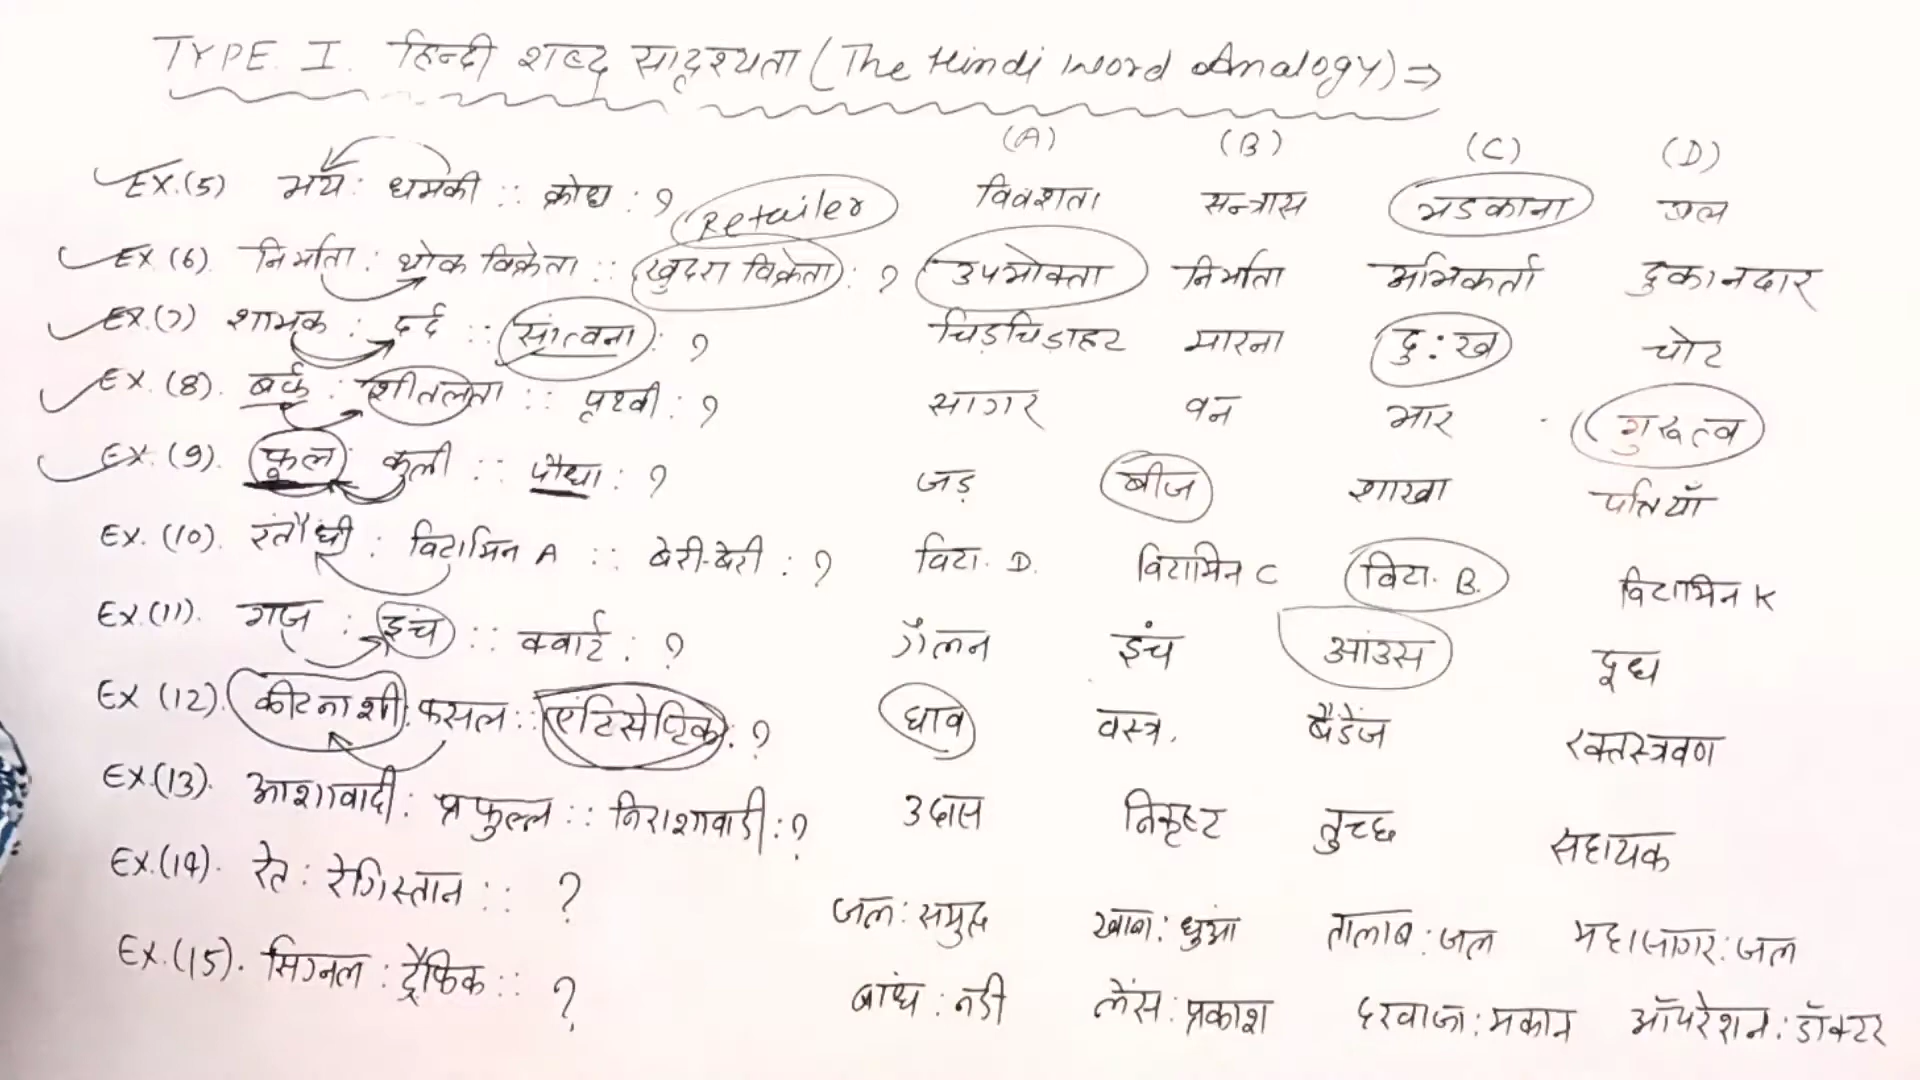 TYPE. I. हिन्दी शब्द सादृश्यता (The Hindi word Analogy) ⇒
(A) (B) (C) (D)
EX.(5) भय : धमकी :: क्रोध : ? विवशता सन्त्रास भडकाना
Retailer
EX (6). निर्माता : थोक विक्रेता :: खुदरा विक्रेता : ? उपभोक्ता निर्माता अभिकर्ता दुकानदार
EX.(7) शामक : दर्द :: सांत्वना : ? चिड़चिड़ाहट मारना दुःख चोट
EX. (8). बर्फ : शीतलता :: पृथ्वी : ? सागर वन भार गुरुत्व
EX. (9). फूल : कली :: पौधा : ? जड़ बीज शाखा पत्तियाँ
EX. (10). रतौंधी : विटामिन A :: बेरी-बेरी : ? विटा. D. विटामिन C विटा. B. विटामिन K
EX.(11). गज : इंच :: क्वार्ट : ? गैलन इंच आंउस दूध
EX (12). कीटनाशी : फसल :: एंटिसेप्टिक : ? घाव वस्त्र. बैंडेज रक्तस्त्रवण
EX.(13). आशावादी : प्रफुल्ल :: निराशावादी : ? उदास निकृष्ट तुच्छ सहायक
EX.(14). रेत : रेगिस्तान :: ? जल : समुद्र धुंआ तालाब : जल महासागर : जल
EX.(15). सिग्नल : ट्रैफिक :: ? बांध : नदी लेंस : प्रकाश दरवाजा : मकान ऑपरेशन : डॉक्टर